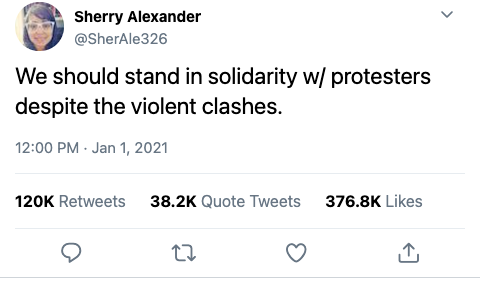 Sherry Alexander
@SherAle326
We should stand in solidarity w/ protesters
despite the violent clashes.
12:00 PM · Jan 1, 2021
120K Retweets 38.2K Quote Tweets 376.8K Likes